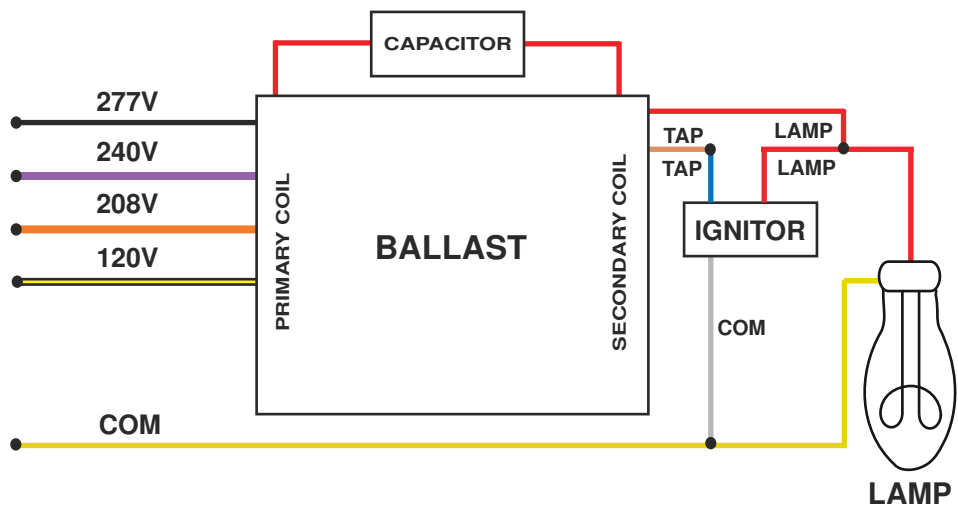 CAPACITOR
277V
240V
208V
120V
COM
PRIMARY COIL
BALLAST
SECONDARY COIL
TAP
TAP
LAMP
LAMP
IGNITOR
COM
LAMP